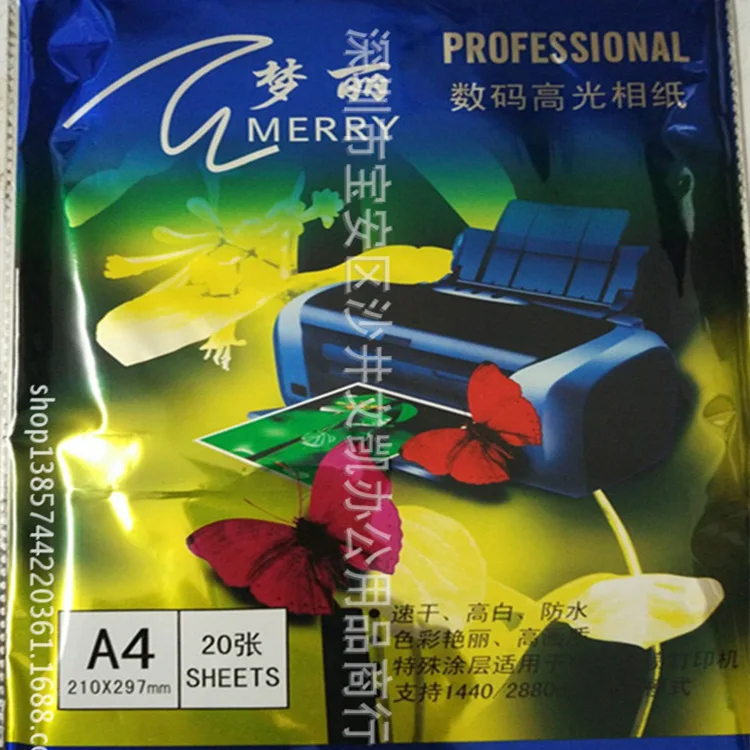 梦丽
MERRY
PROFESSIONAL
数码高光相纸
深圳市宝安区沙井艾凯办公用品商行
shop1385744220361.1688.co
A4
210X297mm
20张
SHEETS
速干、高白、防水
色彩艳丽、高画质
特殊涂层适用于 打印机
支持1440/2880 式